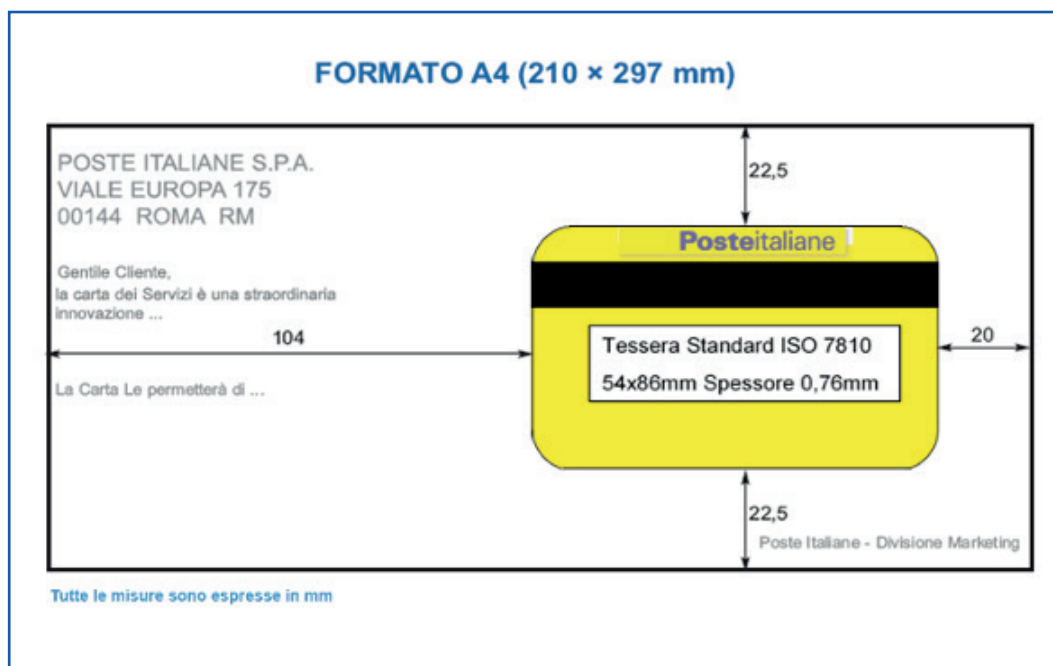 FORMATO A4 (210 × 297 mm)
POSTE ITALIANE S.P.A.
VIALE EUROPA 175
00144 ROMA RM
22,5
Posteitaliane
Gentile Cliente,
la carta dei Servizi è una straordinaria
innovazione ...
104
Tessera Standard ISO 7810
54x86mm Spessore 0,76mm
20
La Carta Le permetterà di ...
22,5
Poste Italiane - Divisione Marketing
Tutte le misure sono espresse in mm